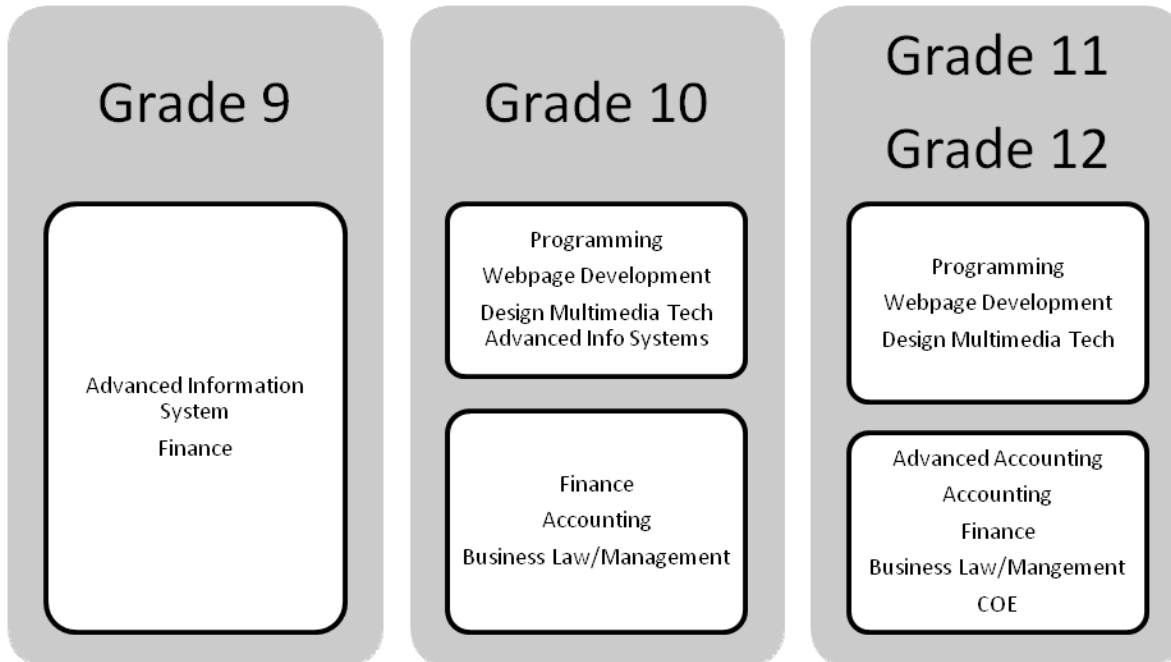 Grade 9
Advanced Information
System
Finance
Grade 10
Programming
Webpage Development
Design Multimedia Tech
Advanced Info Systems
Finance
Accounting
Business Law/Management
Grade 11
Grade 12
Programming
Webpage Development
Design Multimedia Tech
Advanced Accounting
Accounting
Finance
Business Law/Mangement
COE